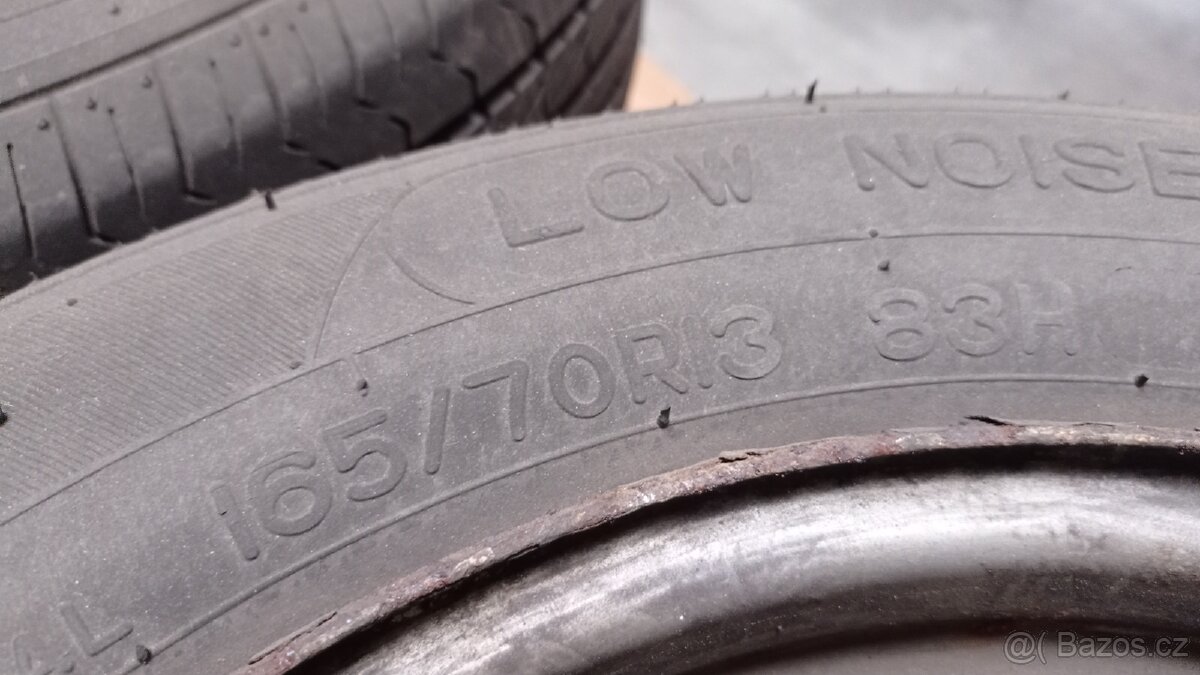 LOW NOISE
165/70R13 83H
@( Bazos.cz